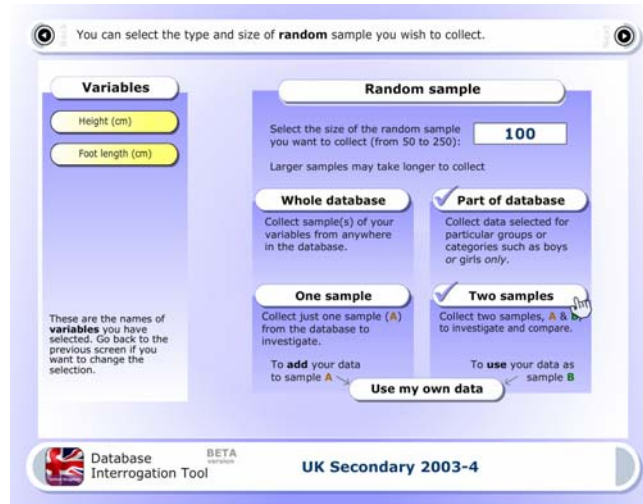 You can select the type and size of random sample you wish to collect.
Back
Next
Variables
Height (cm)
Foot length (cm)
These are the names of
variables you have
selected. Go back to the
previous screen if you
want to change the
selection.
Random sample
Select the size of the random sample
you want to collect (from 50 to 250):
100
Larger samples may take longer to collect
Whole database
Collect sample(s) of your
variables from anywhere
in the database.
Part of database
Collect data selected for
particular groups or
categories such as boys
or girls only.
One sample
Collect just one sample (A)
from the database to
investigate.
To add your data
to sample A
Two samples
Collect two samples, A & B,
to investigate and compare.
To use your data as
sample B
Use my own data
Database
Interrogation Tool
BETA
version
UK Secondary 2003-4